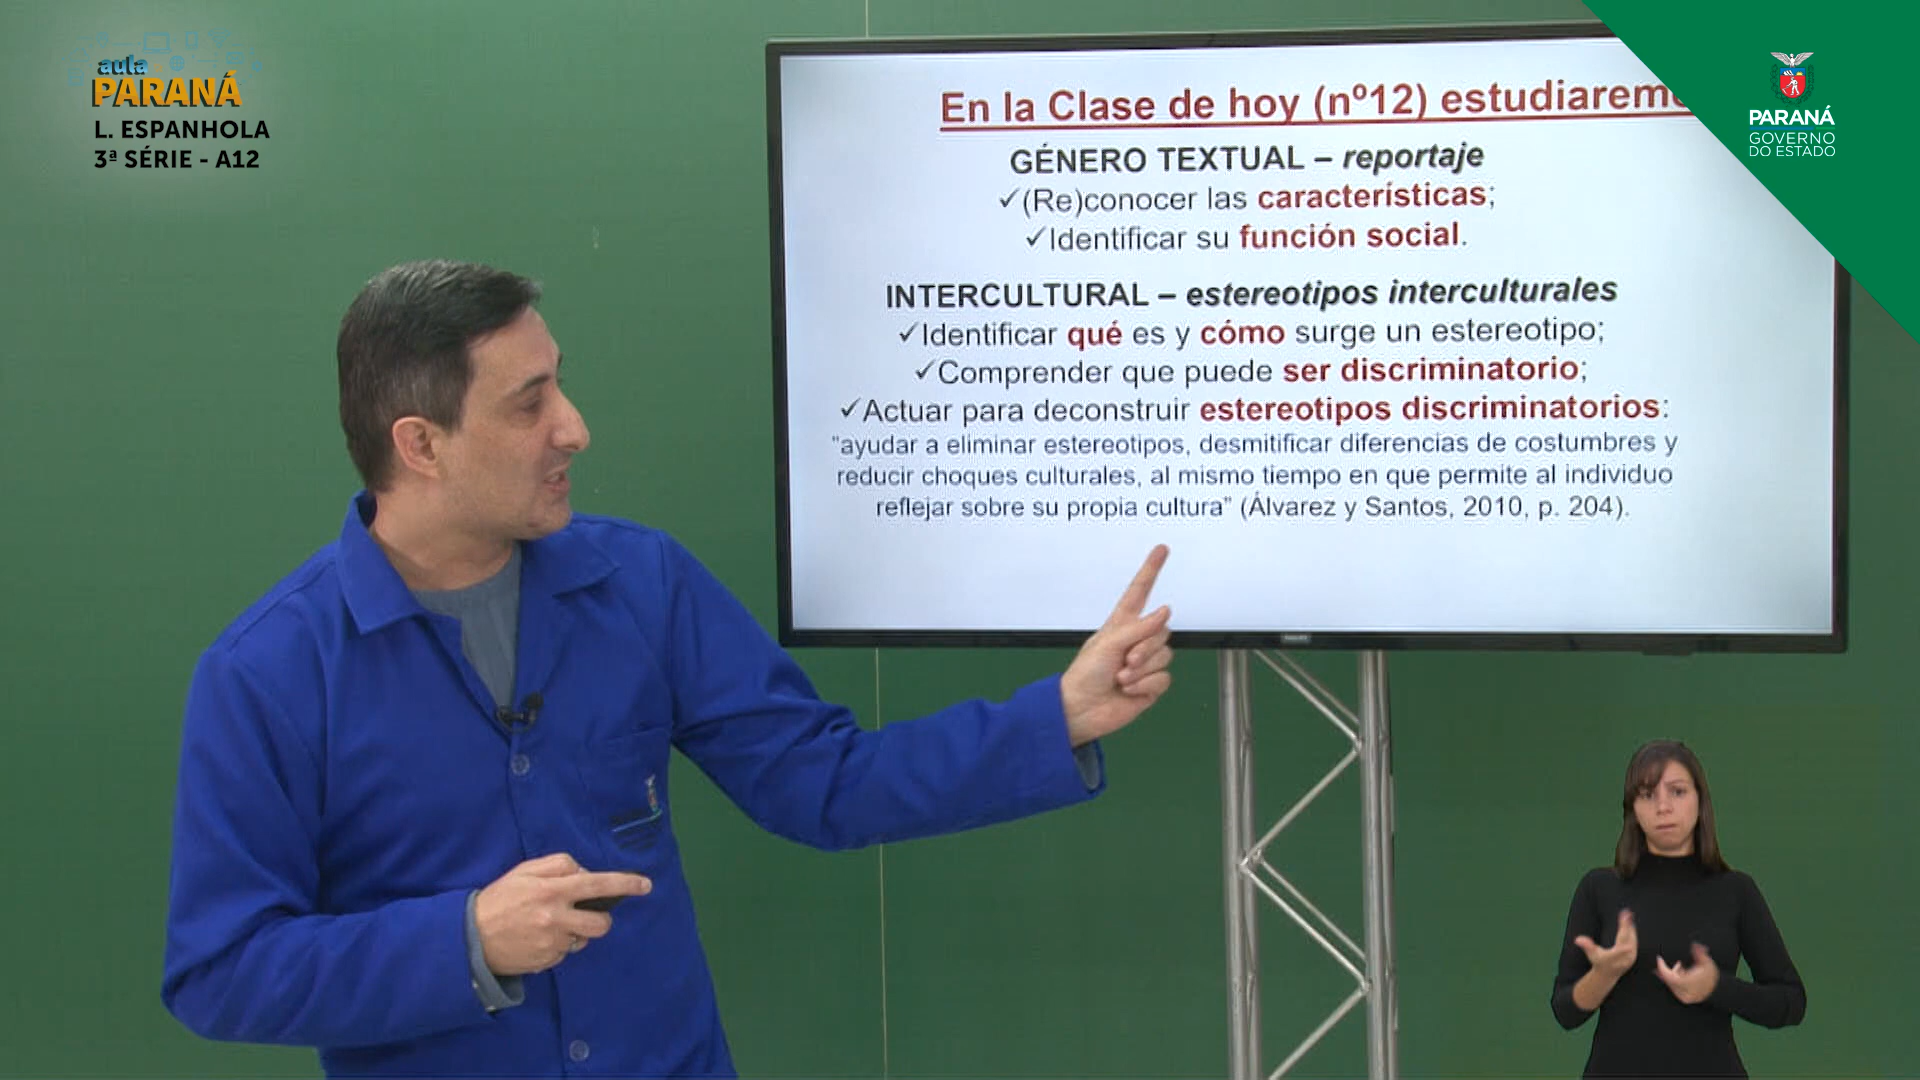 aula
PARANÁ
L. ESPANHOLA
3ª SÉRIE - A12
En la Clase de hoy (nº12)
GÉNERO TEXTUAL – reportaje
✓(Re)conocer las características;
✓Identificar su función social.
INTERCULTURAL – estereotipos interculturales
✓Identificar qué es y cómo surge un estereotipo;
✓Comprender que puede ser discriminatorio;
✓Actuar para deconstruir estereotipos discriminatorios:
"ayudar a eliminar estereotipos, desmitificar diferencias de costumbres y
reducir choques culturales, al mismo tiempo en que permite al individuo
reflejar sobre su propia cultura" (Álvarez y Santos, 2010, p. 204).
PARANÁ
GOVERNO
DO ESTADO